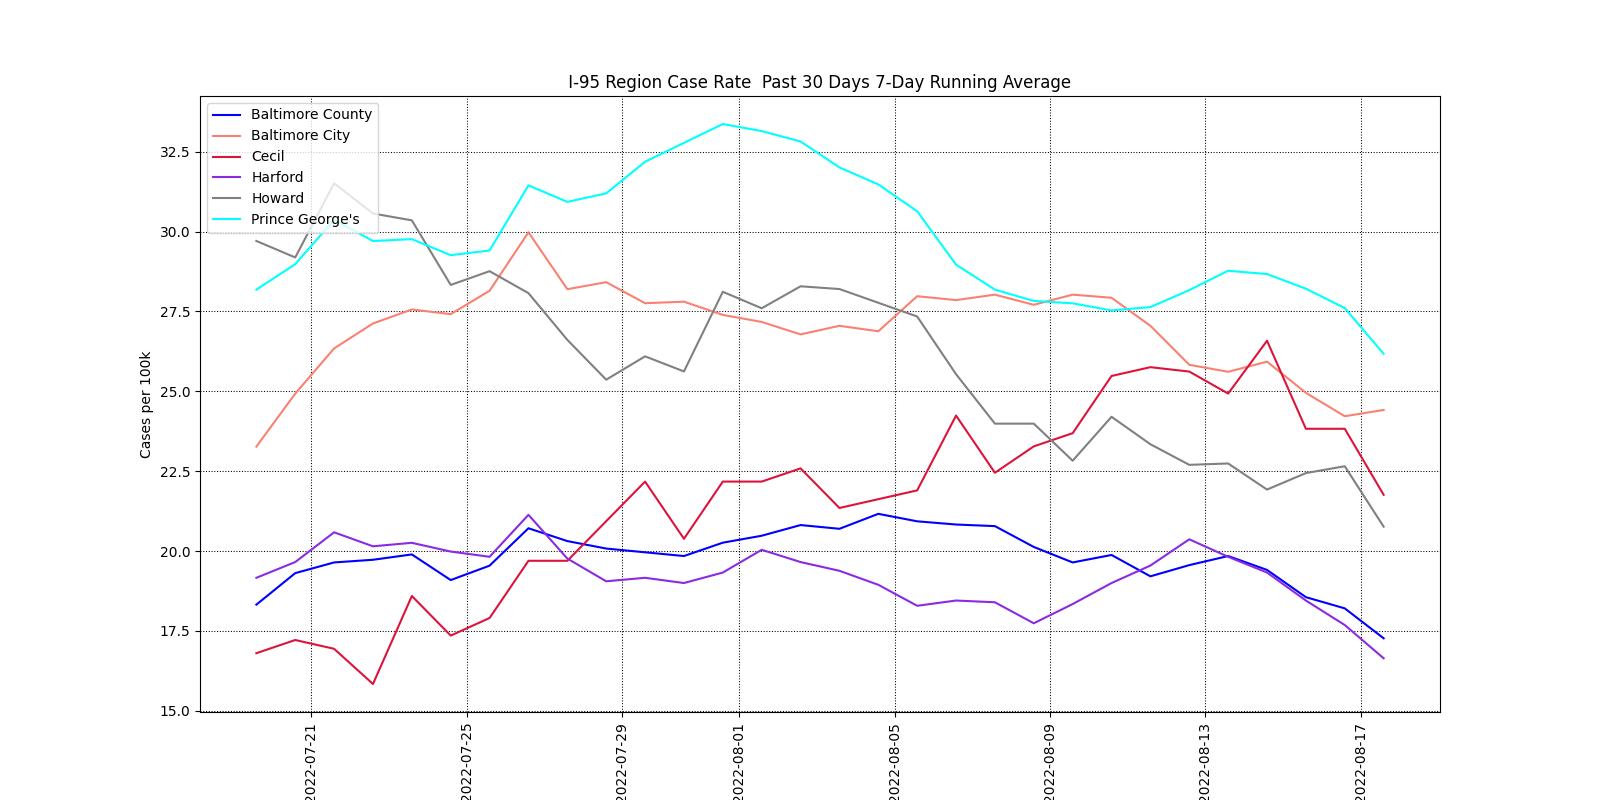 I-95 Region Case Rate  Past 30 Days 7-Day Running Average
Baltimore County
Baltimore City
Cecil
Harford
Howard
Prince George's
Cases per 100k
32.5
30.0
27.5
25.0
22.5
20.0
17.5
15.0
2022-07-21
2022-07-25
2022-07-29
2022-08-01
2022-08-05
2022-08-09
2022-08-13
2022-08-17